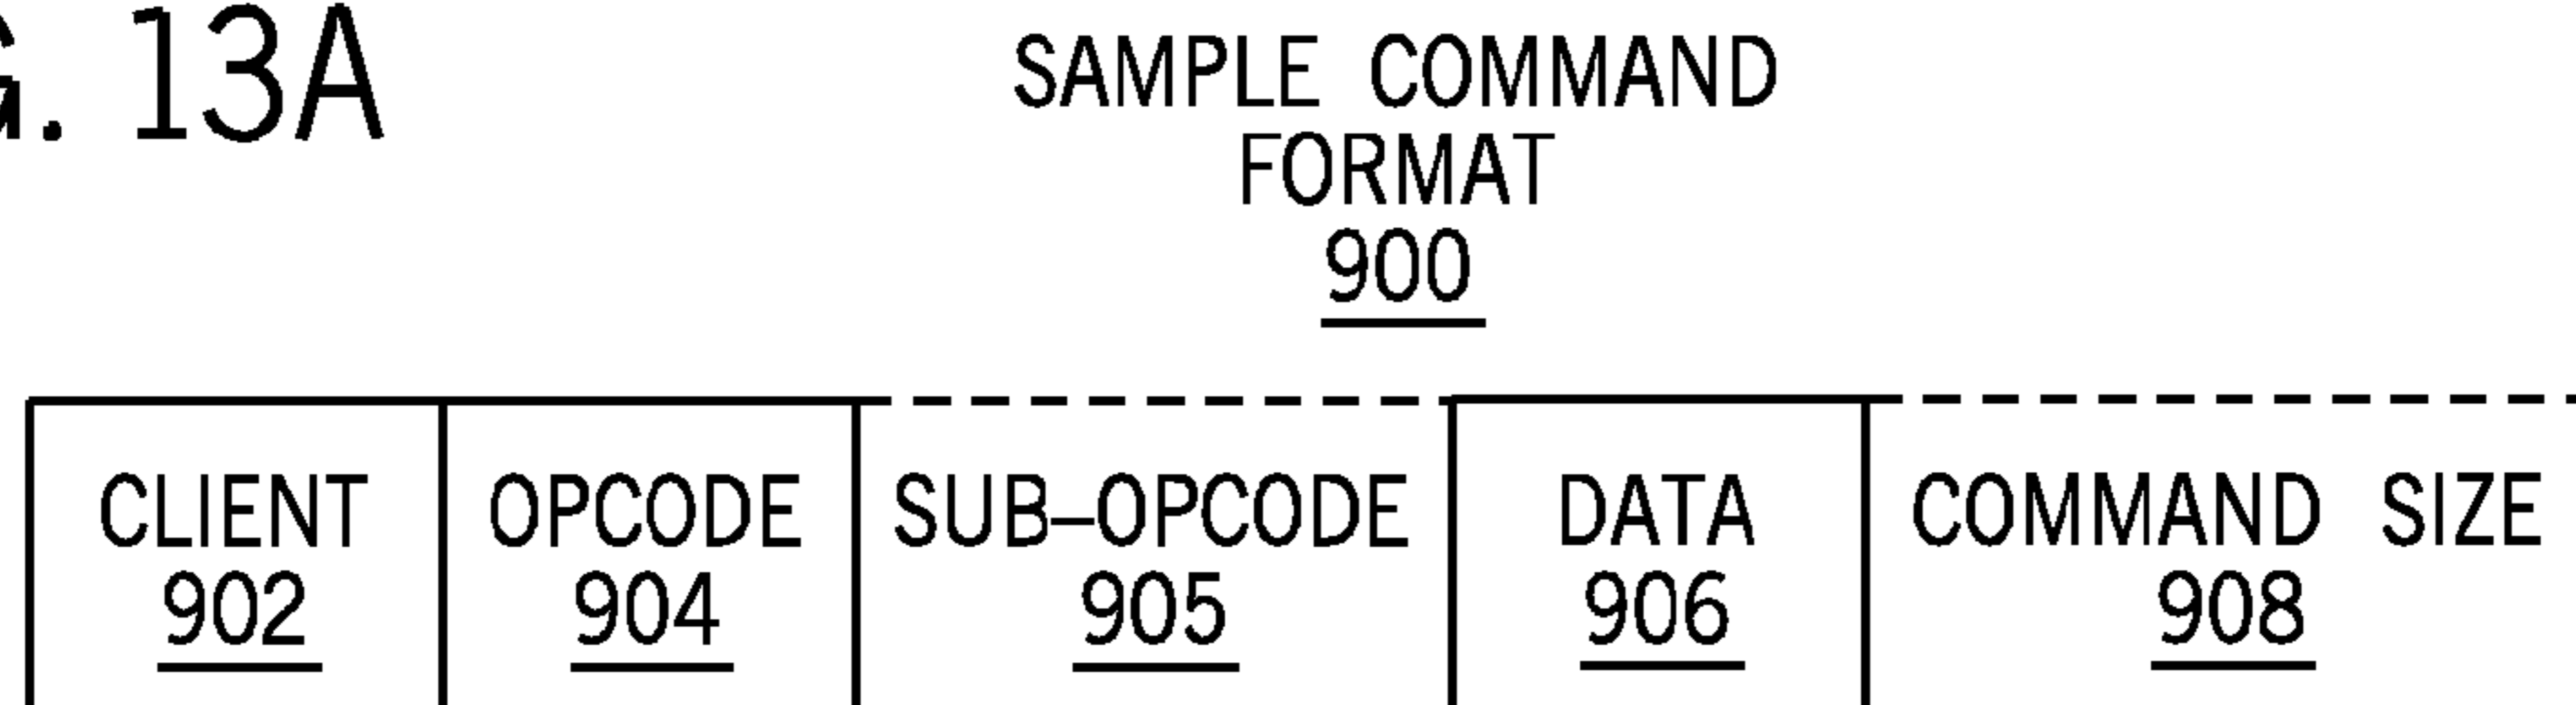 G. 13A
SAMPLE COMMAND
FORMAT
900
CLIENT OPCODE SUB–OPCODE DATA COMMAND SIZE
902 904 905 906 908